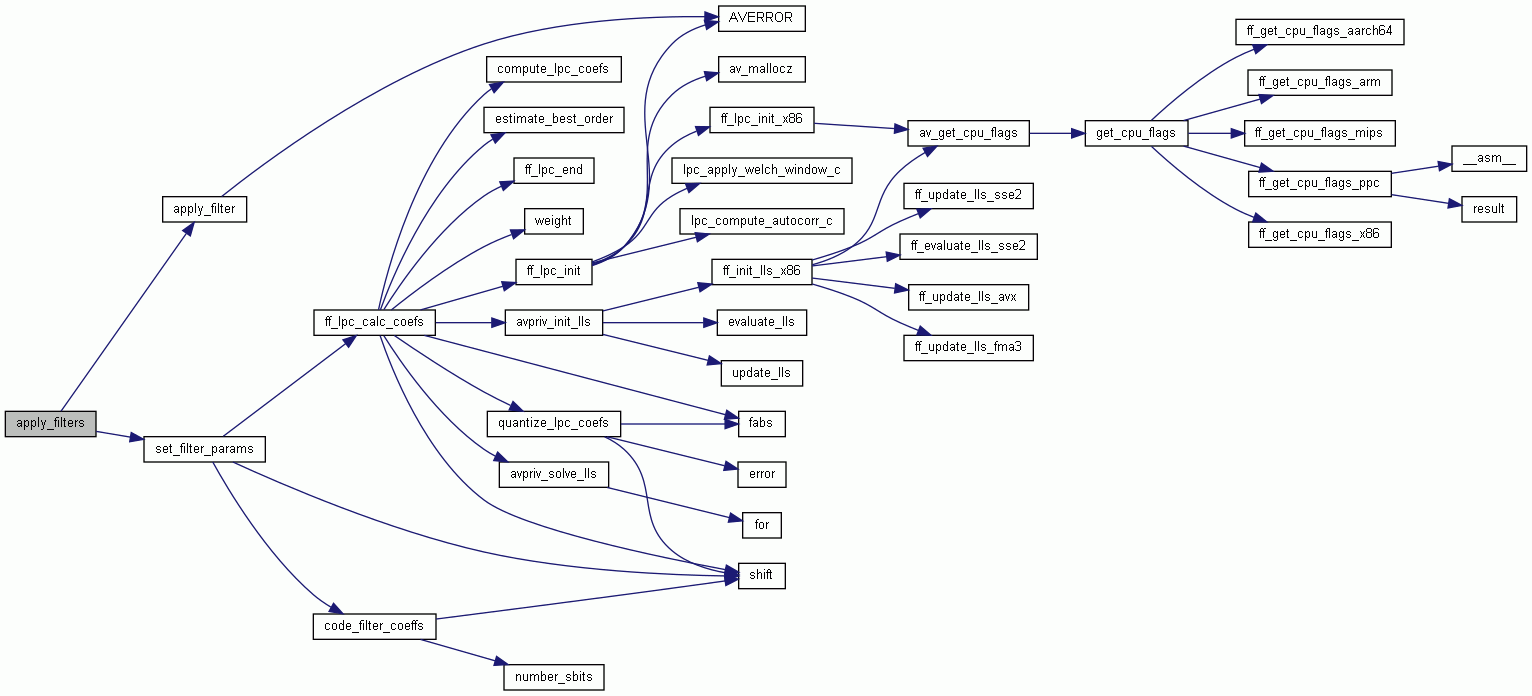 AVERROR
ff_get_cpu_flags_aarch64
compute_lpc_coefs
av_mallocz
ff_get_cpu_flags_arm
estimate_best_order
ff_lpc_init_x86
av_get_cpu_flags
get_cpu_flags
ff_get_cpu_flags_mips
__asm__
ff_lpc_end
lpc_apply_welch_window_c
ff_get_cpu_flags_ppc
ff_update_lls_sse2
apply_filter
result
weight
lpc_compute_autocorr_c
ff_get_cpu_flags_x86
ff_evaluate_lls_sse2
ff_lpc_init
ff_init_lls_x86
ff_update_lls_avx
ff_lpc_calc_coefs
avpriv_init_lls
evaluate_lls
ff_update_lls_fma3
update_lls
apply_filters
quantize_lpc_coefs
fabs
set_filter_params
avpriv_solve_lls
error
for
shift
code_filter_coeffs
number_sbits